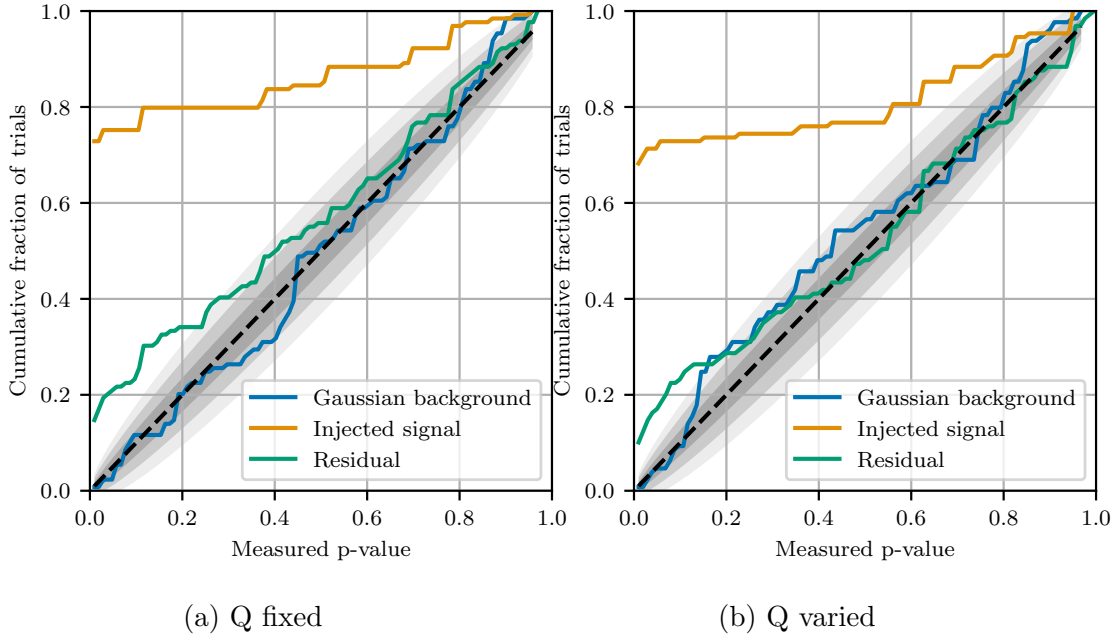 Cumulative fraction of trials
1.0
0.8
0.6
0.4
0.2
0.0
Gaussian background
Injected signal
Residual
0.0 0.2 0.4 0.6 0.8 1.0
Measured p-value
(a) Q fixed
Cumulative fraction of trials
1.0
0.8
0.6
0.4
0.2
0.0
Gaussian background
Injected signal
Residual
0.0 0.2 0.4 0.6 0.8 1.0
Measured p-value
(b) Q varied